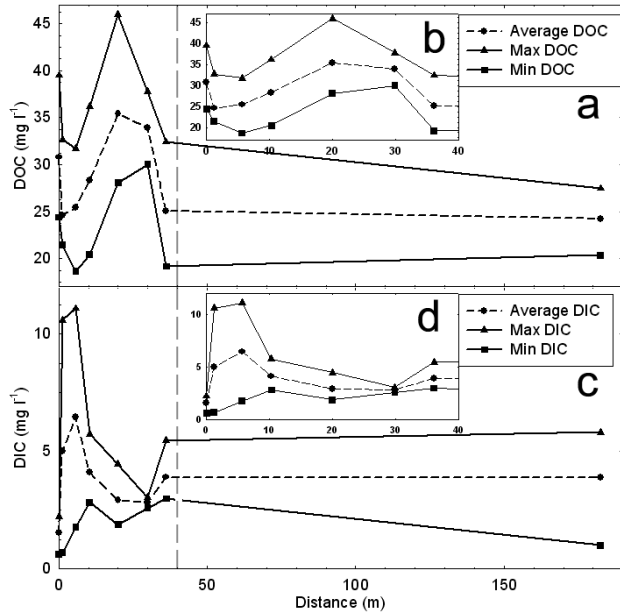 45
40
35
30
25
20
DOC (mg l⁻¹)
45
40
35
30
25
20
0
10
20
30
40
b
Average DOC
Max DOC
Min DOC
a
10
5
0
DIC (mg l⁻¹)
10
5
0
0
10
20
30
40
d
Average DIC
Max DIC
Min DIC
c
0
50
100
150
Distance (m)